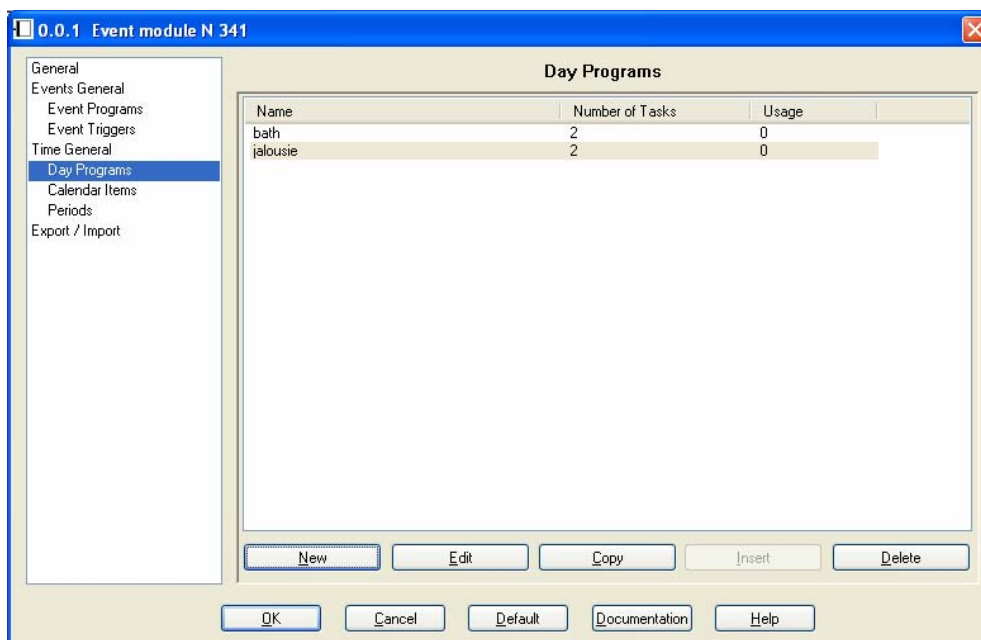 0.0.1 Event module N 341
General
Events General
Event Programs
Event Triggers
Time General
Day Programs
Calendar Items
Periods
Export / Import
Day Programs
Name Number of Tasks Usage
bath 2 0
jalousie 2 0
New Edit Copy Insert Delete
OK Cancel Default Documentation Help